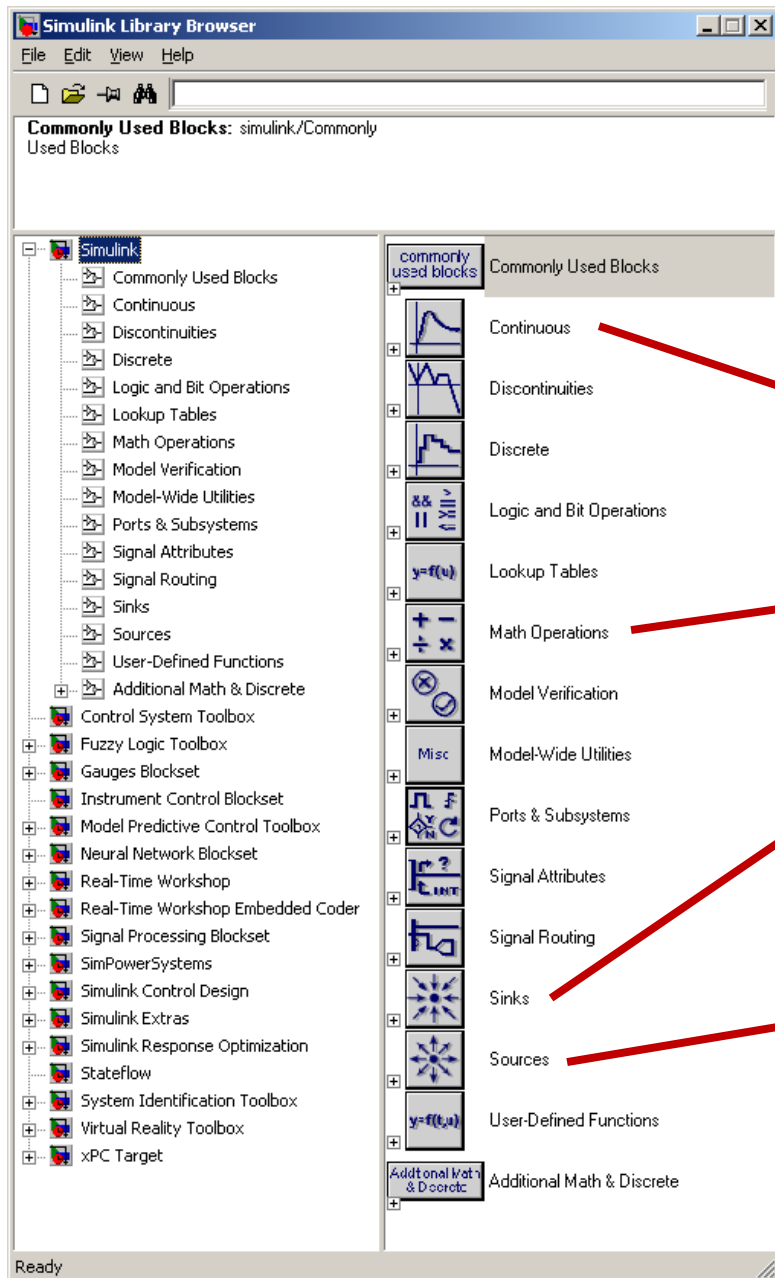 Simulink Library Browser
File Edit View Help
Commonly Used Blocks: simulink/Commonly
Used Blocks
Simulink
Commonly Used Blocks
Continuous
Discontinuities
Discrete
Logic and Bit Operations
Lookup Tables
Math Operations
Model Verification
Model-Wide Utilities
Ports & Subsystems
Signal Attributes
Signal Routing
Sinks
Sources
User-Defined Functions
Additional Math & Discrete
Control System Toolbox
Fuzzy Logic Toolbox
Gauges Blockset
Instrument Control Blockset
Model Predictive Control Toolbox
Neural Network Blockset
Real-Time Workshop
Real-Time Workshop Embedded Coder
Signal Processing Blockset
SimPowerSystems
Simulink Control Design
Simulink Extras
Simulink Response Optimization
Stateflow
System Identification Toolbox
Virtual Reality Toolbox
xPC Target
commonly
used blocks
Commonly Used Blocks
Continuous
Discontinuities
Discrete
&& > =
|| >= <=
Logic and Bit Operations
y=f(u)
Lookup Tables
+ −
÷ ×
Math Operations
Model Verification
Misc
Model-Wide Utilities
Ports & Subsystems
Signal Attributes
Signal Routing
Sinks
Sources
y=f(t,u)
User-Defined Functions
Additional Math
& Discrete
Additional Math & Discrete
Ready